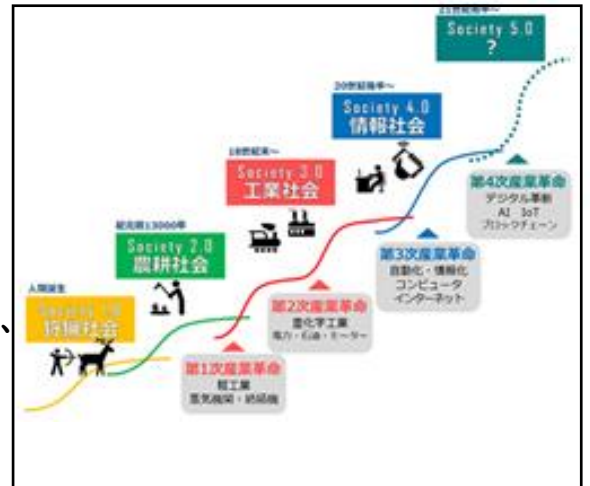 21世紀前半～
Society 5.0
?
20世紀後半～
Society 4.0
情報社会
18世紀末～
Society 3.0
工業社会
紀元前13000年
Society 2.0
農耕社会
人類誕生
Society 1.0
狩猟社会
第4次産業革命
デジタル革新
AI IoT
ブロックチェーン
第3次産業革命
自動化・情報化
コンピュータ
インターネット
第2次産業革命
重化学工業
電力・石油・モーター
第1次産業革命
軽工業
蒸気機関・紡績機
、